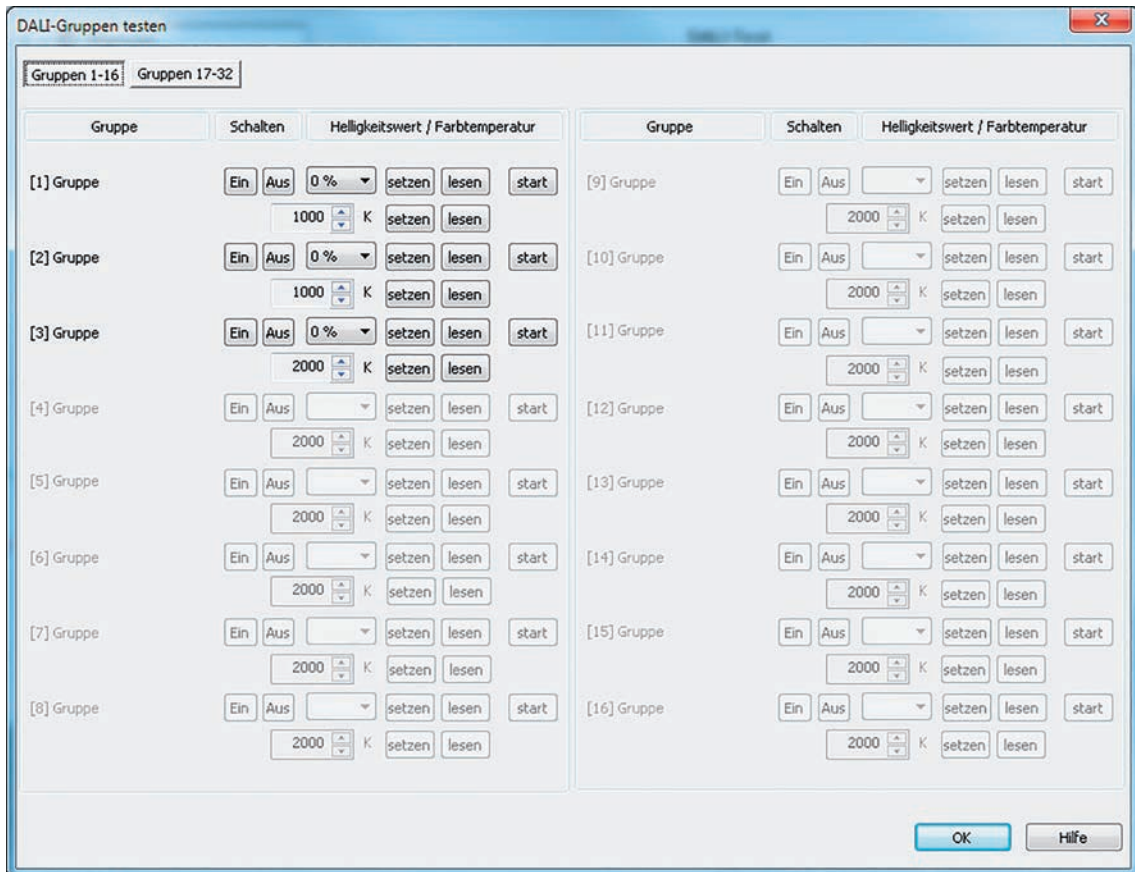 DALI-Gruppen testen
Gruppen 1-16 Gruppen 17-32
Gruppe Schalten Helligkeitswert / Farbtemperatur Gruppe Schalten Helligkeitswert / Farbtemperatur
[1] Gruppe Ein Aus 0 % setzen lesen start [9] Gruppe Ein Aus setzen lesen start
1000 K setzen lesen 2000 K setzen lesen
[2] Gruppe Ein Aus 0 % setzen lesen start [10] Gruppe Ein Aus setzen lesen start
1000 K setzen lesen 2000 K setzen lesen
[3] Gruppe Ein Aus 0 % setzen lesen start [11] Gruppe Ein Aus setzen lesen start
2000 K setzen lesen 2000 K setzen lesen
[4] Gruppe Ein Aus setzen lesen start [12] Gruppe Ein Aus setzen lesen start
2000 K setzen lesen 2000 K setzen lesen
[5] Gruppe Ein Aus setzen lesen start [13] Gruppe Ein Aus setzen lesen start
2000 K setzen lesen 2000 K setzen lesen
[6] Gruppe Ein Aus setzen lesen start [14] Gruppe Ein Aus setzen lesen start
2000 K setzen lesen 2000 K setzen lesen
[7] Gruppe Ein Aus setzen lesen start [15] Gruppe Ein Aus setzen lesen start
2000 K setzen lesen 2000 K setzen lesen
[8] Gruppe Ein Aus setzen lesen start [16] Gruppe Ein Aus setzen lesen start
2000 K setzen lesen 2000 K setzen lesen
OK Hilfe